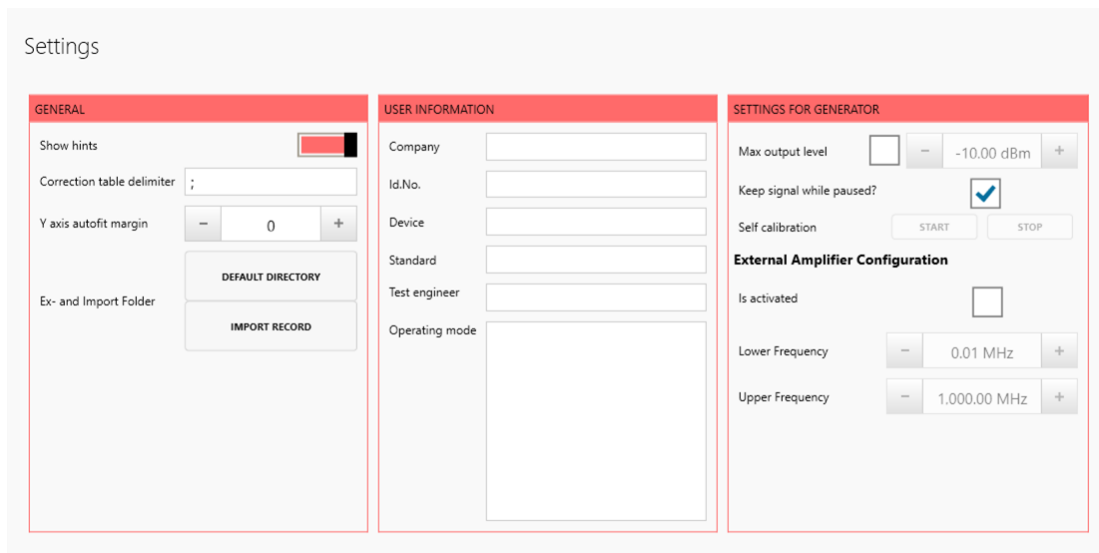 Settings
GENERAL
Show hints
Correction table delimiter ;
Y axis autofit margin − 0 +
Ex- and Import Folder
DEFAULT DIRECTORY
IMPORT RECORD
USER INFORMATION
Company
Id.No.
Device
Standard
Test engineer
Operating mode
SETTINGS FOR GENERATOR
Max output level − -10.00 dBm +
Keep signal while paused?
Self calibration START STOP
External Amplifier Configuration
Is activated
Lower Frequency − 0.01 MHz +
Upper Frequency − 1.000.00 MHz +